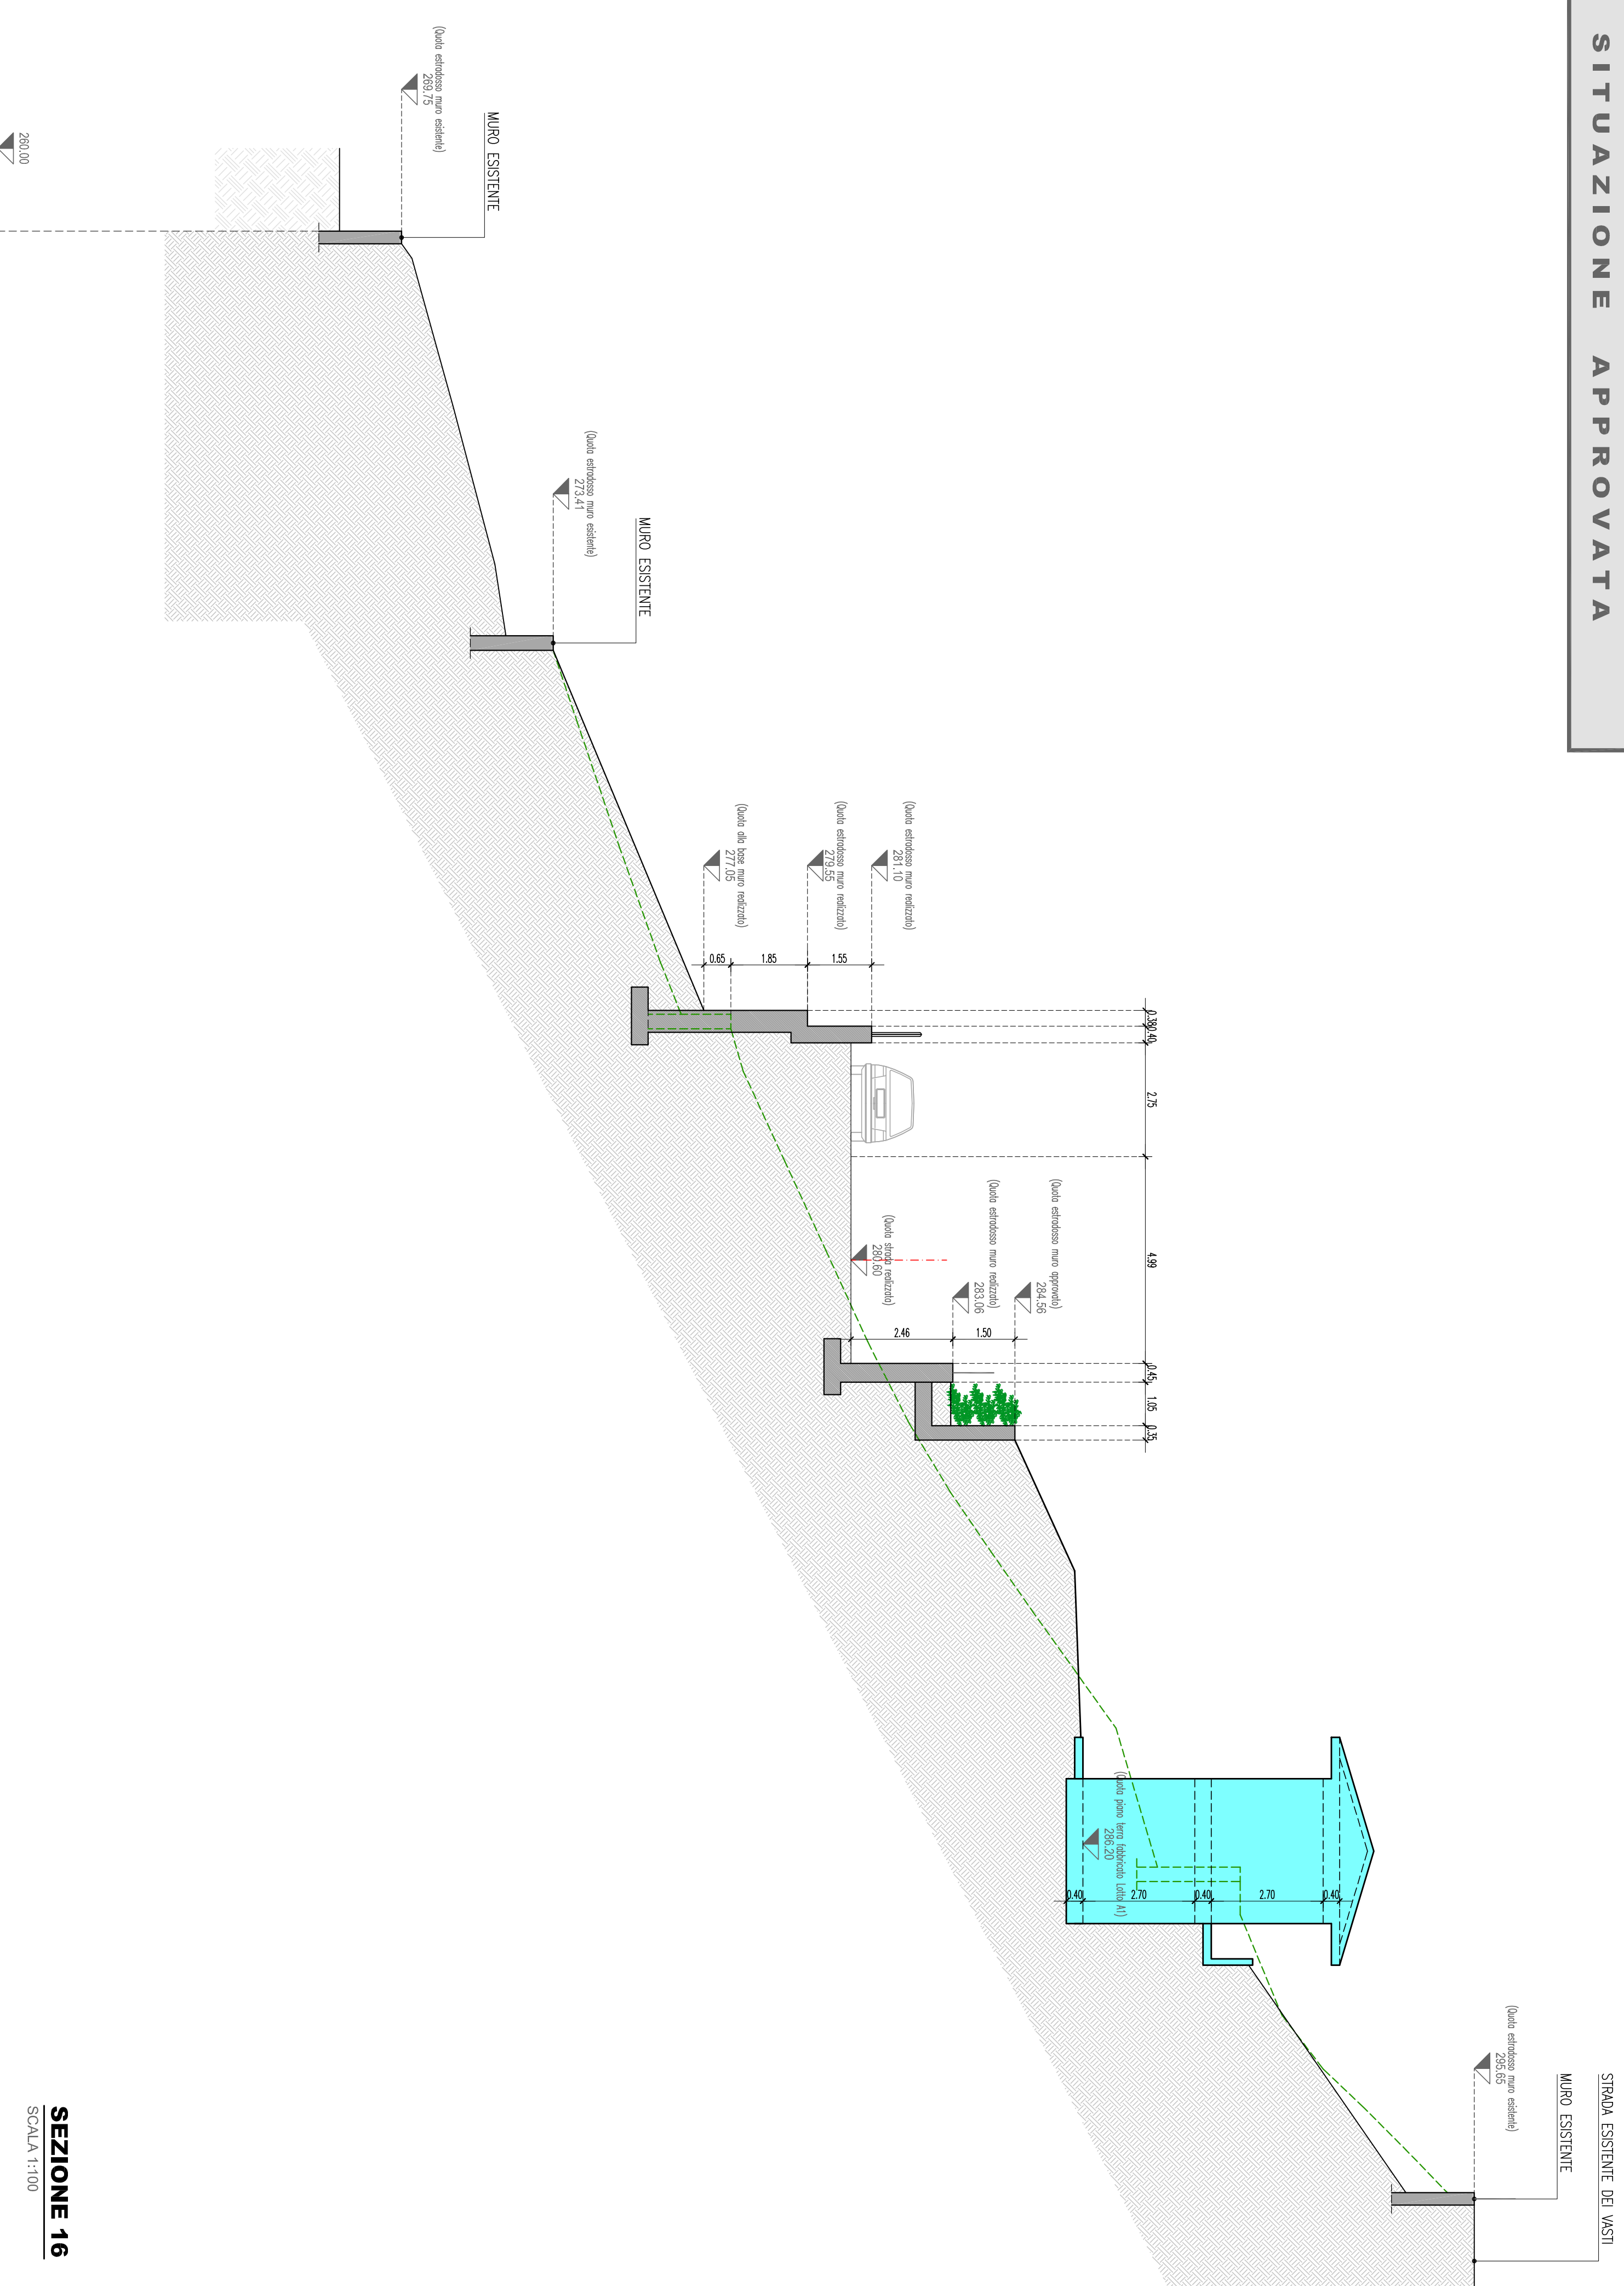 SITUAZIONE APPROVATA
STRADA ESISTENTE DEI VASTI
MURO ESISTENTE
(Quota estradosso muro esistente)
295.65
(Quota piano terra fabbricato Lotto A1)
286.20
0.40
2.70
0.40
2.70
0.40
0.38
0.40
2.75
4.99
0.45
1.05
0.35
(Quota estradosso muro approvato)
284.56
(Quota estradosso muro realizzato)
283.06
(Quota strada realizzata)
280.60
2.46
1.50
(Quota estradosso muro realizzato)
281.10
(Quota estradosso muro realizzato)
279.55
(Quota alla base muro realizzato)
277.05
0.65
1.85
1.55
MURO ESISTENTE
(Quota estradosso muro esistente)
273.41
MURO ESISTENTE
(Quota estradosso muro esistente)
269.75
260.00
SEZIONE 16
SCALA 1:100